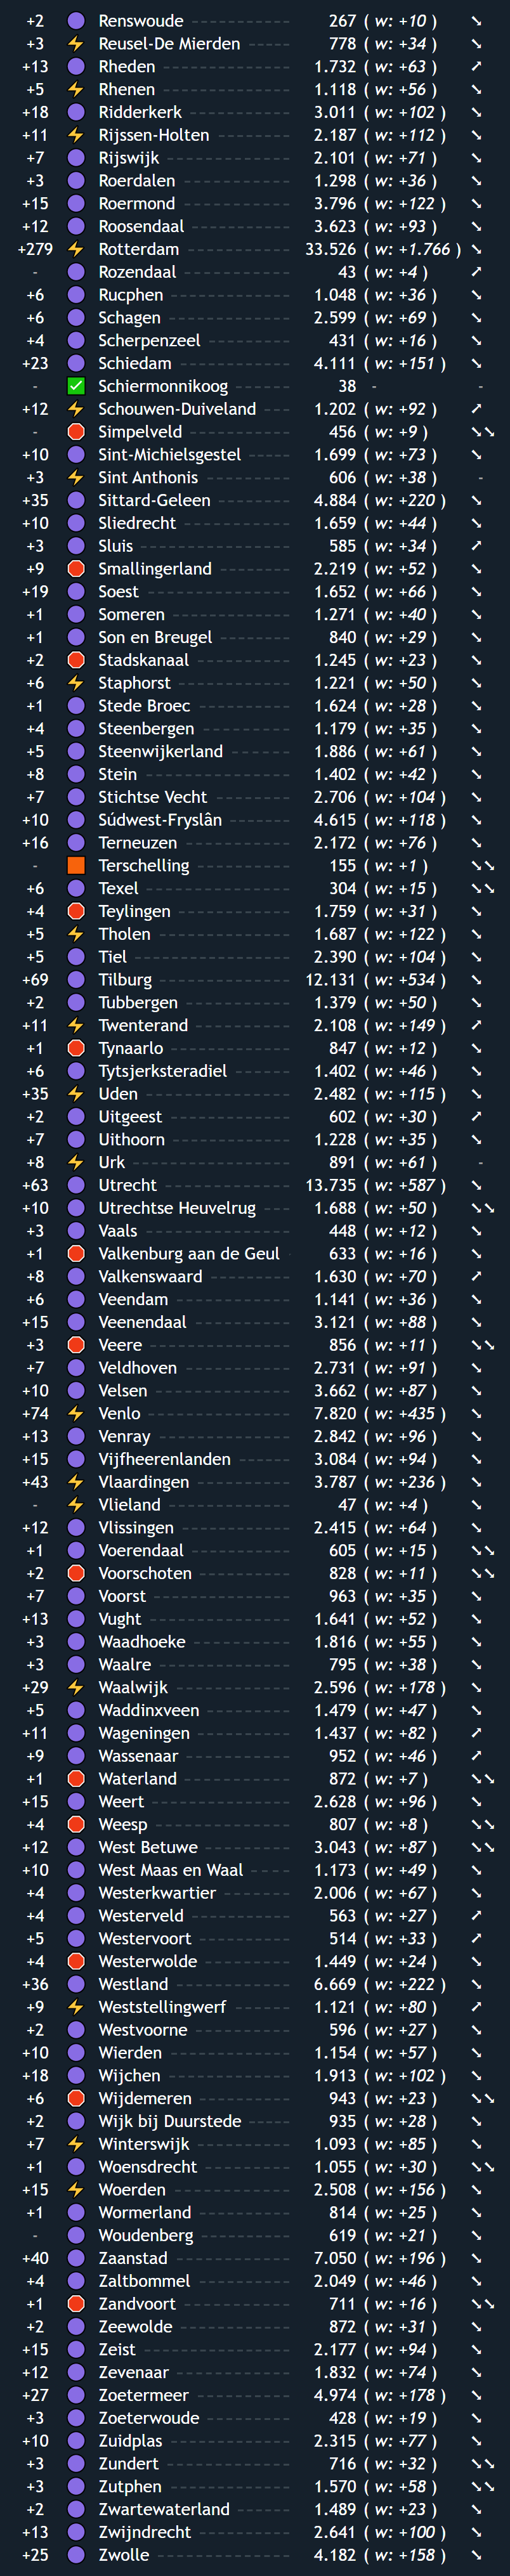 +2 Renswoude 267 ( w: +10 ) ↘
+3 ⚡ Reusel-De Mierden 778 ( w: +34 ) ↘
+13 Rheden 1.732 ( w: +63 ) ↗
+5 ⚡ Rhenen 1.118 ( w: +56 ) ↘
+18 Ridderkerk 3.011 ( w: +102 ) ↘
+11 ⚡ Rijssen-Holten 2.187 ( w: +112 ) ↘
+7 Rijswijk 2.101 ( w: +71 ) ↘
+3 Roerdalen 1.298 ( w: +36 ) ↘
+15 Roermond 3.796 ( w: +122 ) ↘
+12 Roosendaal 3.623 ( w: +93 ) ↘
+279 ⚡ Rotterdam 33.526 ( w: +1.766 ) ↘
- Rozendaal 43 ( w: +4 ) ↗
+6 Rucphen 1.048 ( w: +36 ) ↘
+6 Schagen 2.599 ( w: +69 ) ↘
+4 Scherpenzeel 431 ( w: +16 ) ↘
+23 Schiedam 4.111 ( w: +151 ) ↘
- ✅ Schiermonnikoog 38 - -
+12 ⚡ Schouwen-Duiveland 1.202 ( w: +92 ) ↗
- Simpelveld 456 ( w: +9 ) ↘↘
+10 Sint-Michielsgestel 1.699 ( w: +73 ) ↘
+3 ⚡ Sint Anthonis 606 ( w: +38 ) -
+35 Sittard-Geleen 4.884 ( w: +220 ) ↘
+10 Sliedrecht 1.659 ( w: +44 ) ↘
+3 Sluis 585 ( w: +34 ) ↗
+9 Smallingerland 2.219 ( w: +52 ) ↘
+19 Soest 1.652 ( w: +66 ) ↘
+1 Someren 1.271 ( w: +40 ) ↘
+1 Son en Breugel 840 ( w: +29 ) ↘
+2 Stadskanaal 1.245 ( w: +23 ) ↘
+6 ⚡ Staphorst 1.221 ( w: +50 ) ↘
+1 Stede Broec 1.624 ( w: +28 ) ↘
+4 Steenbergen 1.179 ( w: +35 ) ↘
+5 Steenwijkerland 1.886 ( w: +61 ) ↘
+8 Stein 1.402 ( w: +42 ) ↘
+7 Stichtse Vecht 2.706 ( w: +104 ) ↘
+10 Súdwest-Fryslân 4.615 ( w: +118 ) ↘
+16 Terneuzen 2.172 ( w: +76 ) ↘
- Terschelling 155 ( w: +1 ) ↘↘
+6 Texel 304 ( w: +15 ) ↘↘
+4 Teylingen 1.759 ( w: +31 ) ↘
+5 ⚡ Tholen 1.687 ( w: +122 ) ↘
+5 Tiel 2.390 ( w: +104 ) ↘
+69 Tilburg 12.131 ( w: +534 ) ↘
+2 Tubbergen 1.379 ( w: +50 ) ↘
+11 ⚡ Twenterand 2.108 ( w: +149 ) ↗
+1 Tynaarlo 847 ( w: +12 ) ↘
+6 Tytsjerksteradiel 1.402 ( w: +46 ) ↘
+35 ⚡ Uden 2.482 ( w: +115 ) ↘
+2 Uitgeest 602 ( w: +30 ) ↗
+7 Uithoorn 1.228 ( w: +35 ) ↘
+8 ⚡ Urk 891 ( w: +61 ) -
+63 Utrecht 13.735 ( w: +587 ) ↘
+10 Utrechtse Heuvelrug 1.688 ( w: +50 ) ↘↘
+3 Vaals 448 ( w: +12 ) ↘
+1 Valkenburg aan de Geul 633 ( w: +16 ) ↘
+8 Valkenswaard 1.630 ( w: +70 ) ↗
+6 Veendam 1.141 ( w: +36 ) ↘
+15 Veenendaal 3.121 ( w: +88 ) ↘
+3 Veere 856 ( w: +11 ) ↘↘
+7 Veldhoven 2.731 ( w: +91 ) ↘
+10 Velsen 3.662 ( w: +87 ) ↘
+74 ⚡ Venlo 7.820 ( w: +435 ) ↘
+13 Venray 2.842 ( w: +96 ) ↘
+15 Vijfheerenlanden 3.084 ( w: +94 ) ↘
+43 ⚡ Vlaardingen 3.787 ( w: +236 ) ↘
- ⚡ Vlieland 47 ( w: +4 ) ↘
+12 Vlissingen 2.415 ( w: +64 ) ↘
+1 Voerendaal 605 ( w: +15 ) ↘↘
+2 Voorschoten 828 ( w: +11 ) ↘↘
+7 Voorst 963 ( w: +35 ) ↘
+13 Vught 1.641 ( w: +52 ) ↘
+3 Waadhoeke 1.816 ( w: +55 ) ↘
+3 Waalre 795 ( w: +38 ) ↘
+29 ⚡ Waalwijk 2.596 ( w: +178 ) ↘
+5 Waddinxveen 1.479 ( w: +47 ) ↘
+11 Wageningen 1.437 ( w: +82 ) ↗
+9 Wassenaar 952 ( w: +46 ) ↗
+1 Waterland 872 ( w: +7 ) ↘↘
+15 Weert 2.628 ( w: +96 ) ↘
+4 Weesp 807 ( w: +8 ) ↘↘
+12 West Betuwe 3.043 ( w: +87 ) ↘↘
+10 West Maas en Waal 1.173 ( w: +49 ) ↘
+4 Westerkwartier 2.006 ( w: +67 ) ↘
+4 Westerveld 563 ( w: +27 ) ↗
+5 Westervoort 514 ( w: +33 ) ↗
+4 Westerwolde 1.449 ( w: +24 ) ↘
+36 Westland 6.669 ( w: +222 ) ↘
+9 ⚡ Weststellingwerf 1.121 ( w: +80 ) ↗
+2 Westvoorne 596 ( w: +27 ) ↘
+10 Wierden 1.154 ( w: +57 ) ↘
+18 Wijchen 1.913 ( w: +102 ) ↘
+6 Wijdemeren 943 ( w: +23 ) ↘↘
+2 Wijk bij Duurstede 935 ( w: +28 ) ↘
+7 ⚡ Winterswijk 1.093 ( w: +85 ) ↘
+1 Woensdrecht 1.055 ( w: +30 ) ↘↘
+15 ⚡ Woerden 2.508 ( w: +156 ) ↘
+1 Wormerland 814 ( w: +25 ) ↘
- Woudenberg 619 ( w: +21 ) ↘
+40 Zaanstad 7.050 ( w: +196 ) ↘
+4 Zaltbommel 2.049 ( w: +46 ) ↘
+1 Zandvoort 711 ( w: +16 ) ↘↘
+2 Zeewolde 872 ( w: +31 ) ↘
+15 Zeist 2.177 ( w: +94 ) ↘
+12 Zevenaar 1.832 ( w: +74 ) ↘
+27 Zoetermeer 4.974 ( w: +178 ) ↘
+3 Zoeterwoude 428 ( w: +19 ) ↘
+10 Zuidplas 2.315 ( w: +77 ) ↘
+3 Zundert 716 ( w: +32 ) ↘↘
+3 Zutphen 1.570 ( w: +58 ) ↘↘
+2 Zwartewaterland 1.489 ( w: +23 ) ↘
+13 Zwijndrecht 2.641 ( w: +100 ) ↘
+25 Zwolle 4.182 ( w: +158 ) ↘